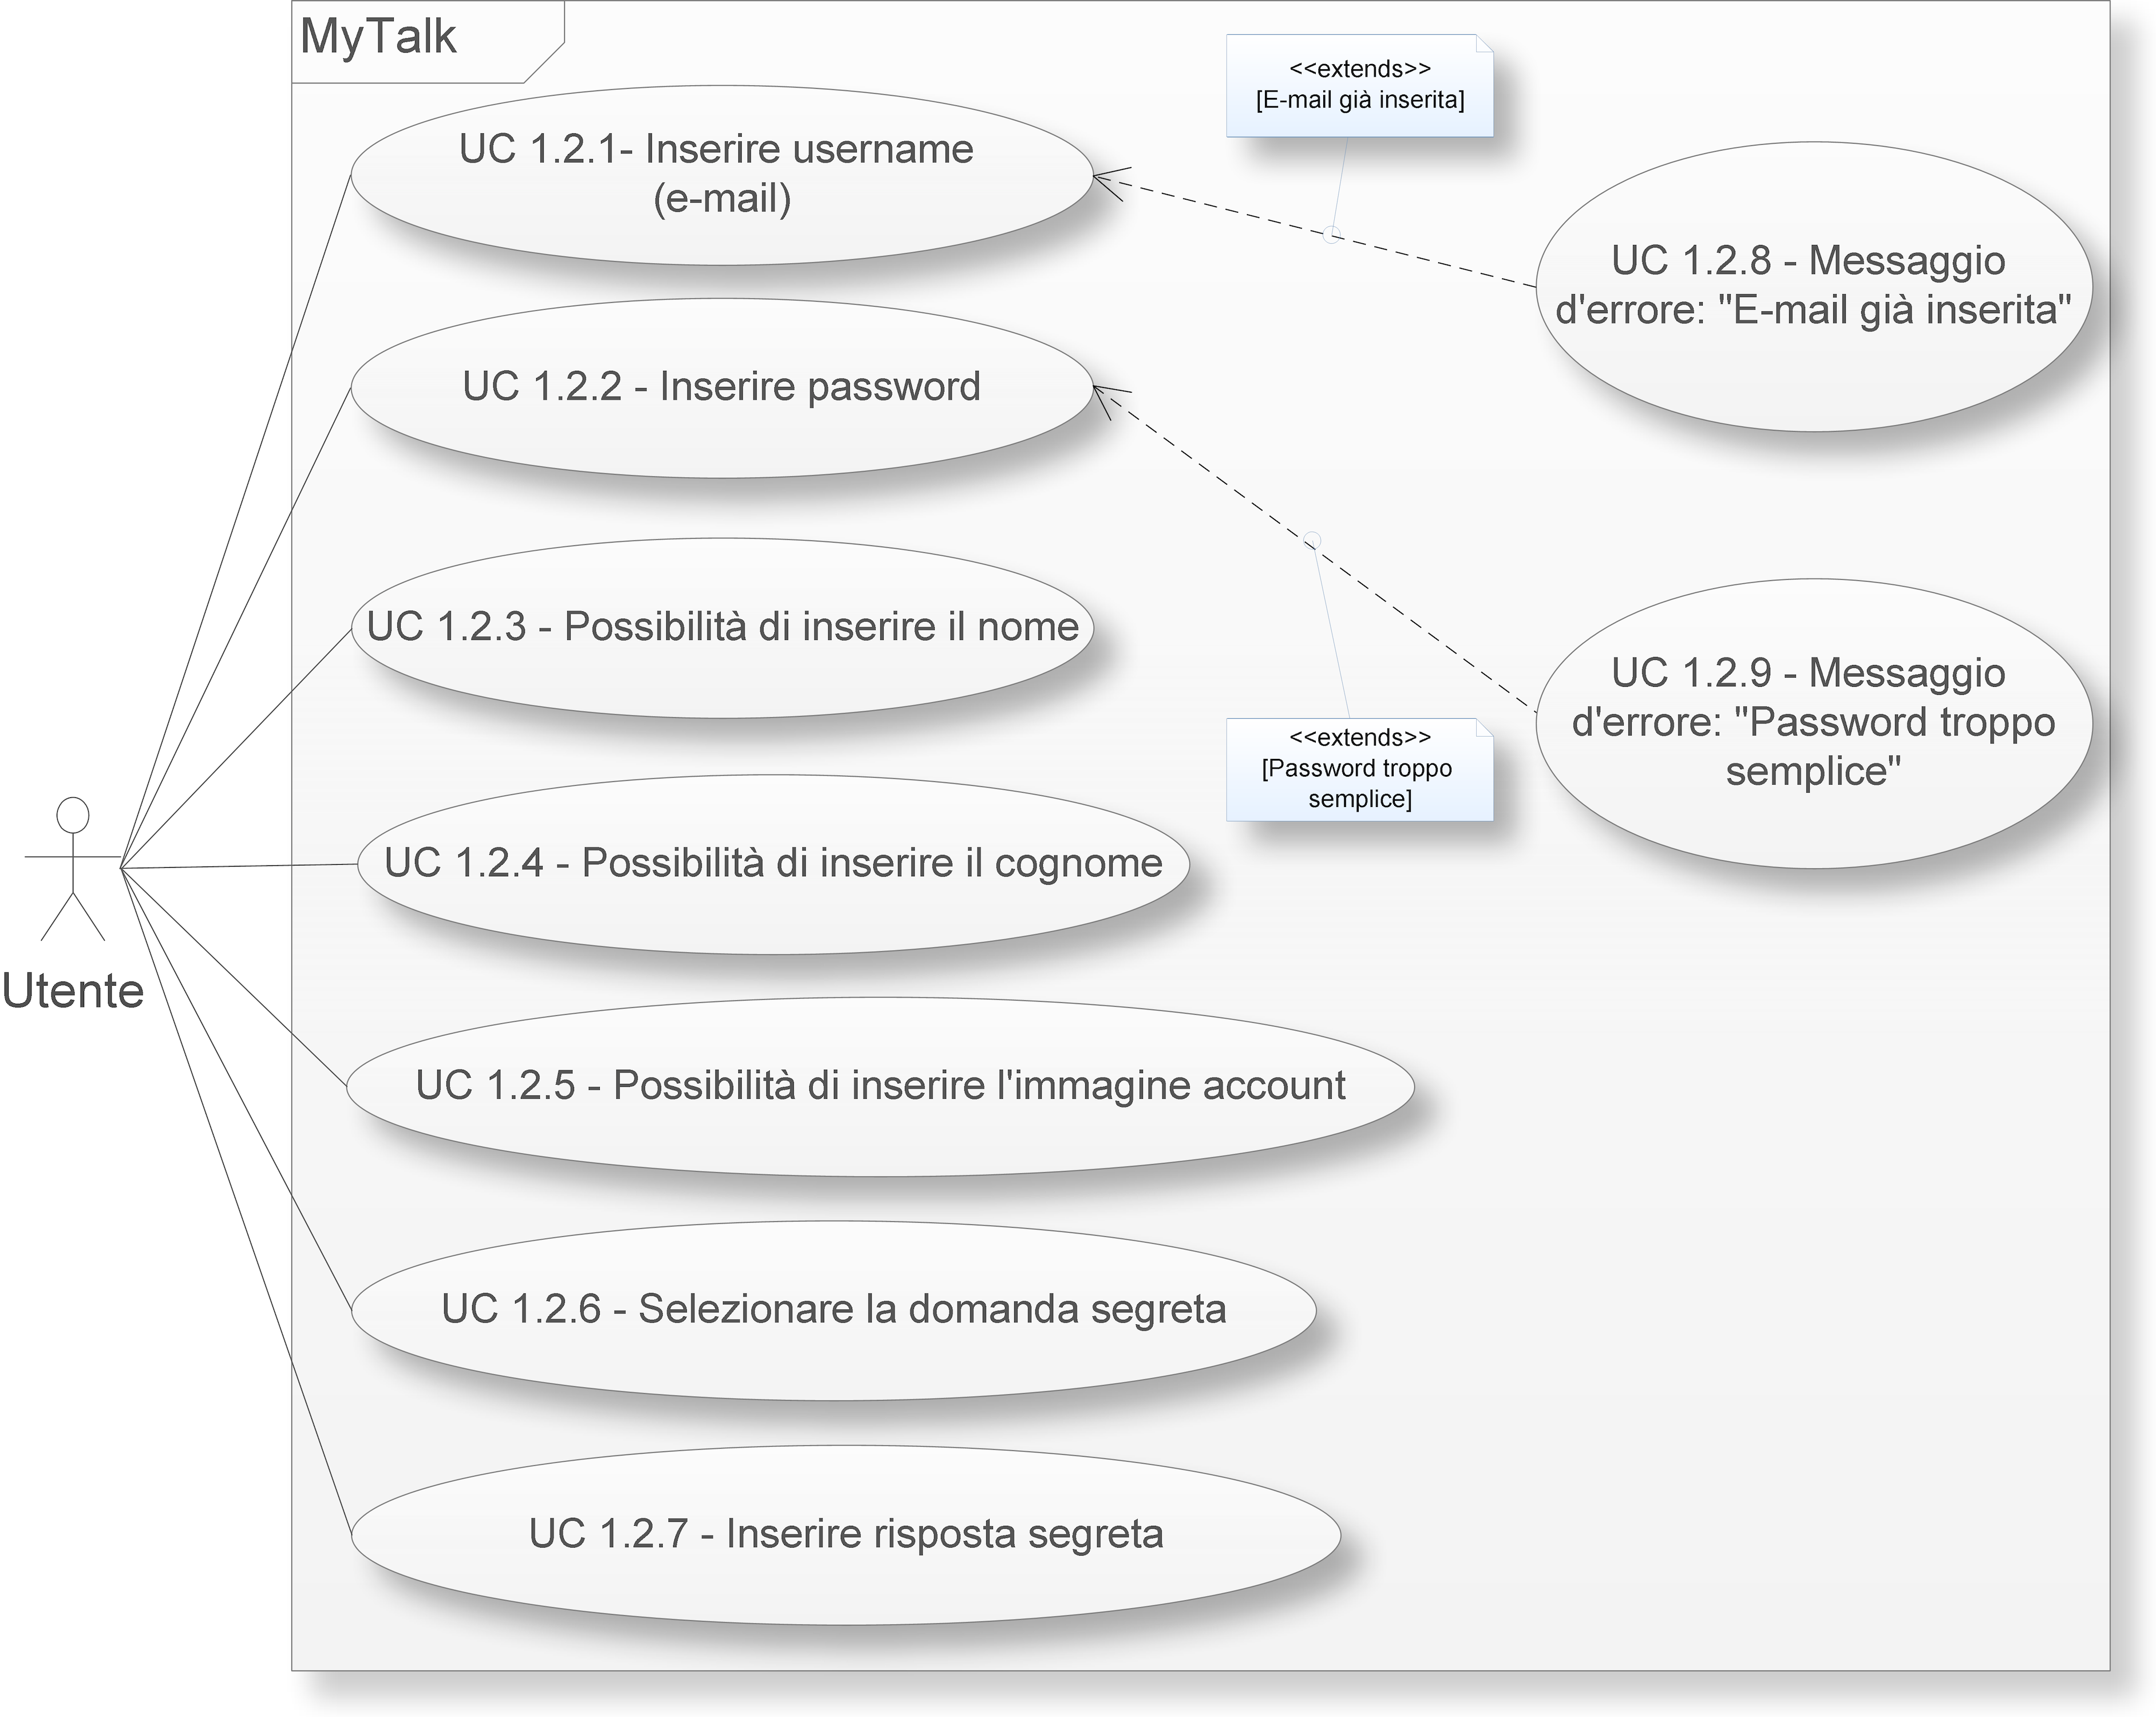 MyTalk
<<extends>>
[E-mail già inserita]
UC 1.2.1- Inserire username
(e-mail)
UC 1.2.8 - Messaggio
d'errore: "E-mail già inserita"
UC 1.2.2 - Inserire password
UC 1.2.3 - Possibilità di inserire il nome
UC 1.2.9 - Messaggio
d'errore: "Password troppo
semplice"
<<extends>>
[Password troppo
semplice]
UC 1.2.4 - Possibilità di inserire il cognome
Utente
UC 1.2.5 - Possibilità di inserire l'immagine account
UC 1.2.6 - Selezionare la domanda segreta
UC 1.2.7 - Inserire risposta segreta